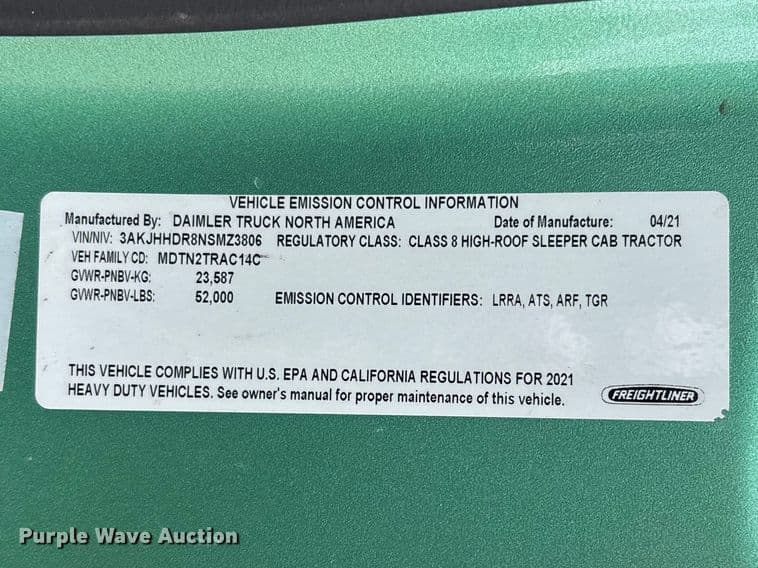 VEHICLE EMISSION CONTROL INFORMATION
Manufactured By: DAIMLER TRUCK NORTH AMERICA Date of Manufacture: 04/21
VIN/NIV: 3AKJHHDR8NSMZ3806 REGULATORY CLASS: CLASS 8 HIGH-ROOF SLEEPER CAB TRACTOR
VEH FAMILY CD: MDTN2TRAC14C
GVWR-PNBV-KG: 23,587
GVWR-PNBV-LBS: 52,000 EMISSION CONTROL IDENTIFIERS: LRRA, ATS, ARF, TGR
THIS VEHICLE COMPLIES WITH U.S. EPA AND CALIFORNIA REGULATIONS FOR 2021
HEAVY DUTY VEHICLES. See owner's manual for proper maintenance of this vehicle.
FREIGHTLINER
Purple Wave Auction